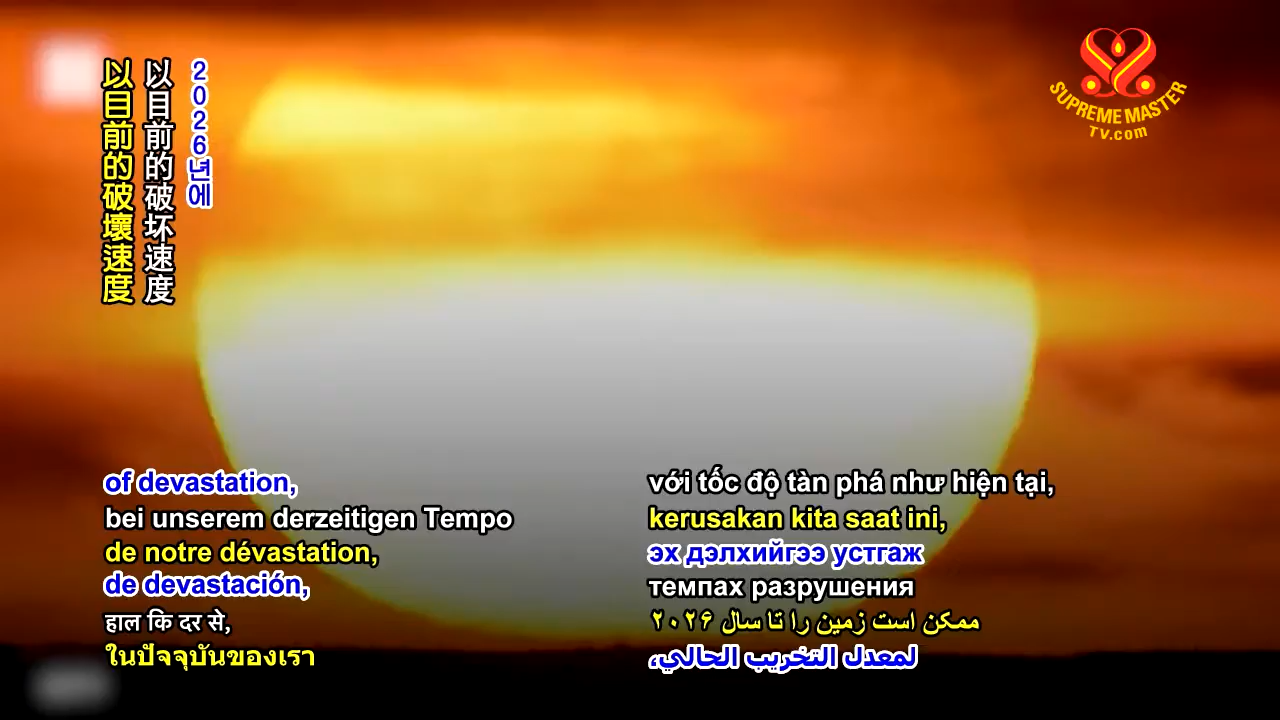 2026년에
以目前的破坏速度
以目前的破壞速度
SUPREME MASTER
TV.com
of devastation,
bei unserem derzeitigen Tempo
de notre dévastation,
de devastación,
हाल कि दर से,
ในปัจจุบันของเรา
với tốc độ tàn phá như hiện tại,
kerusakan kita saat ini,
эх дэлхийгээ устгаж
темпах разрушения
ممکن است زمین را تا سال ۲۰۲۶
لمعدل التخريب الحالي،